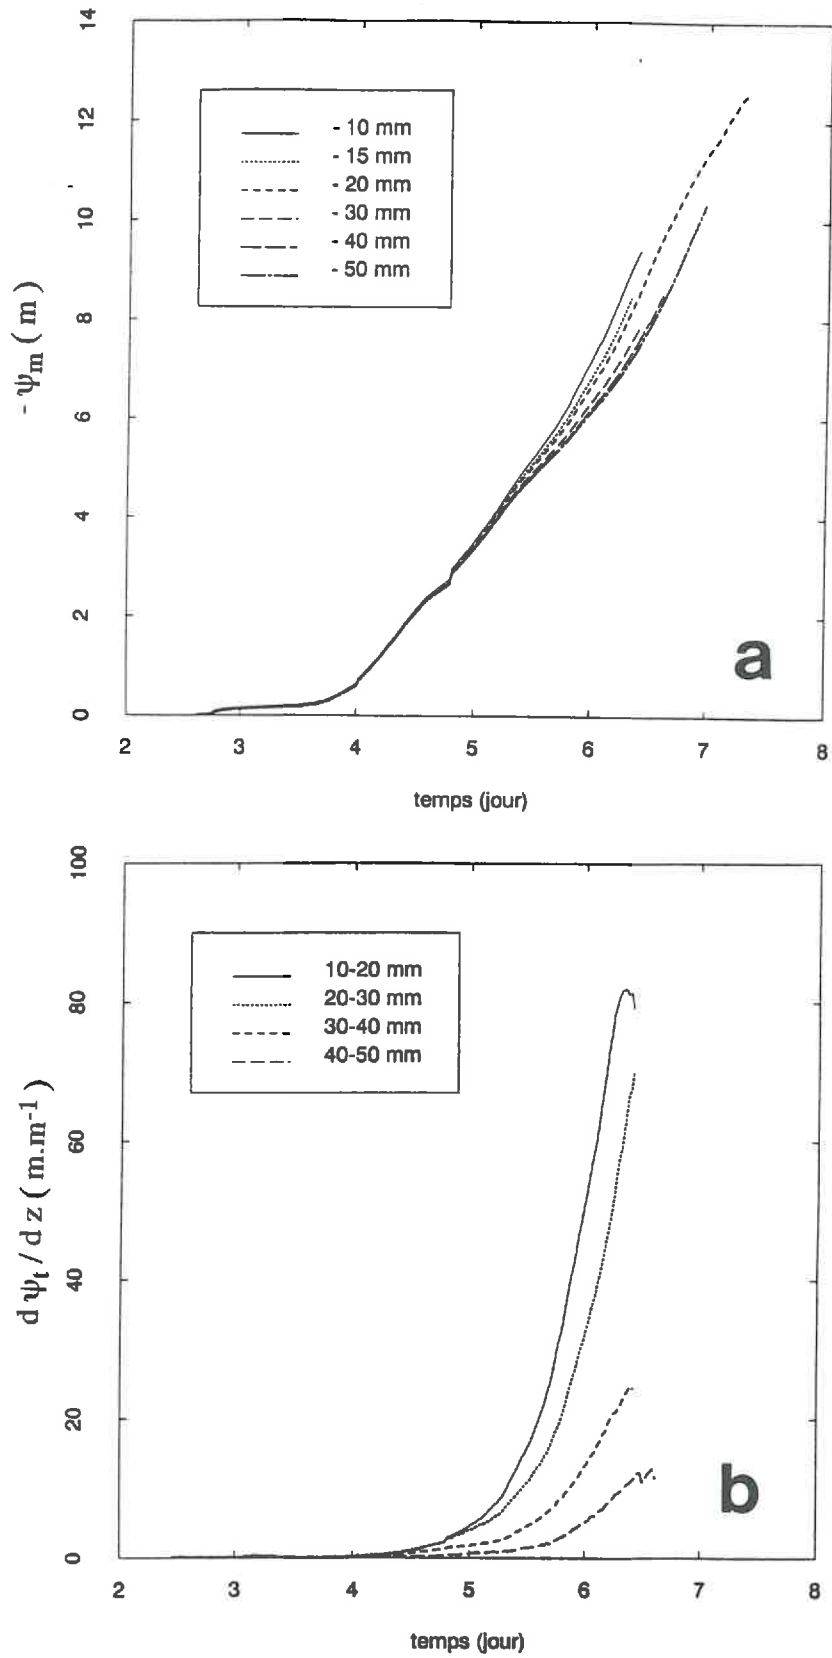 14
12
10
8
6
4
2
0
- ψm ( m )
- 10 mm
- 15 mm
- 20 mm
- 30 mm
- 40 mm
- 50 mm
a
2 3 4 5 6 7 8
temps (jour)
100
80
60
40
20
0
d ψt / d z ( m.m-1 )
10-20 mm
20-30 mm
30-40 mm
40-50 mm
b
2 3 4 5 6 7 8
temps (jour)